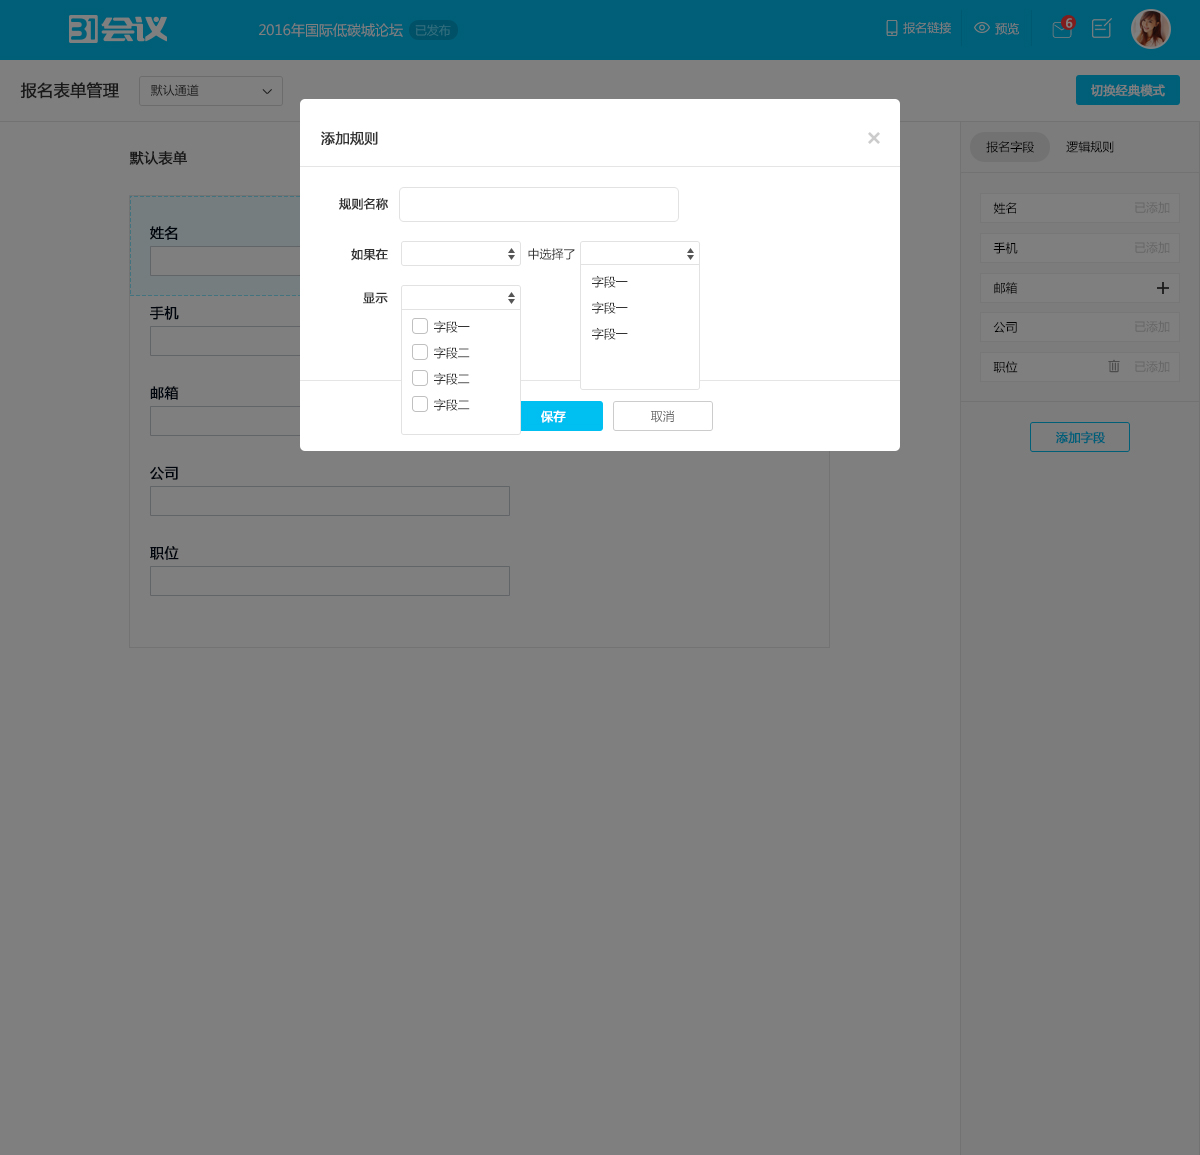 31会议
2016年国际低碳城论坛 已发布
报名链接
预览
6
报名表单管理
默认通道
切换经典模式
默认表单
添加规则
×
规则名称
如果在
中选择了
字段一
字段一
字段一
显示
字段一
字段二
字段二
字段二
保存
取消
姓名
手机
邮箱
公司
职位
报名字段
逻辑规则
姓名 已添加
手机 已添加
邮箱
公司 已添加
职位 已添加
添加字段